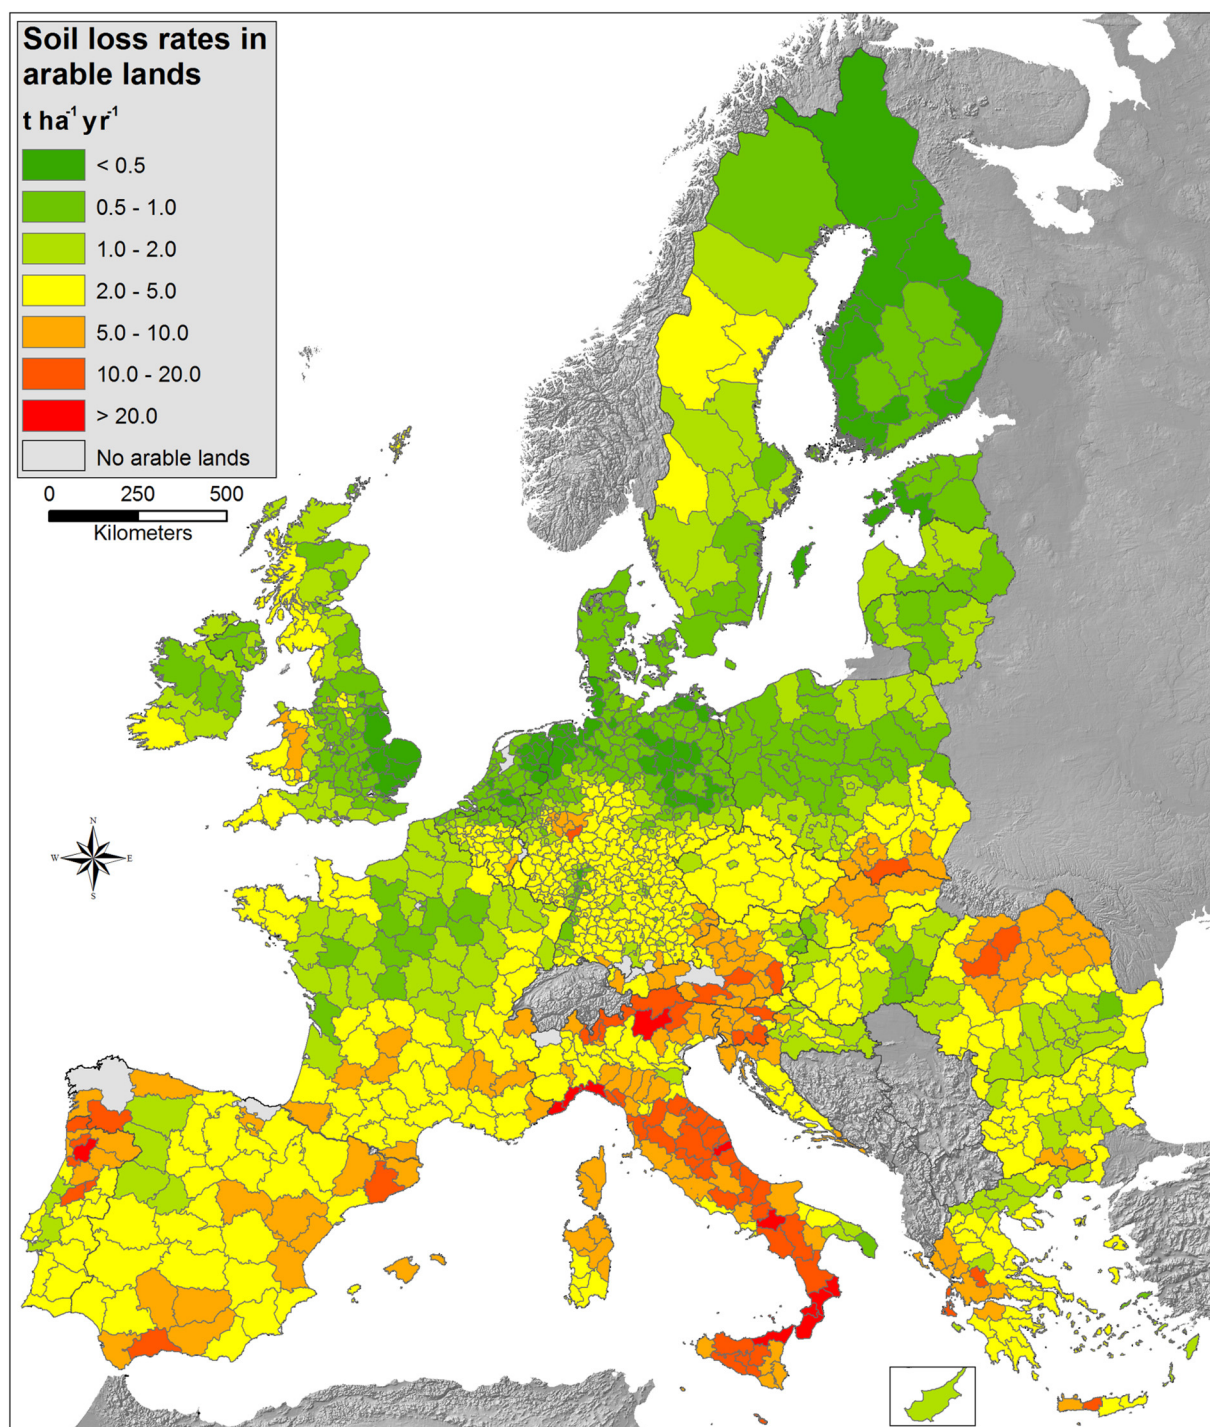 Soil loss rates in
arable lands
t ha⁻¹ yr⁻¹
< 0.5
0.5 - 1.0
1.0 - 2.0
2.0 - 5.0
5.0 - 10.0
10.0 - 20.0
> 20.0
No arable lands
0 250 500
Kilometers
N
W E
S